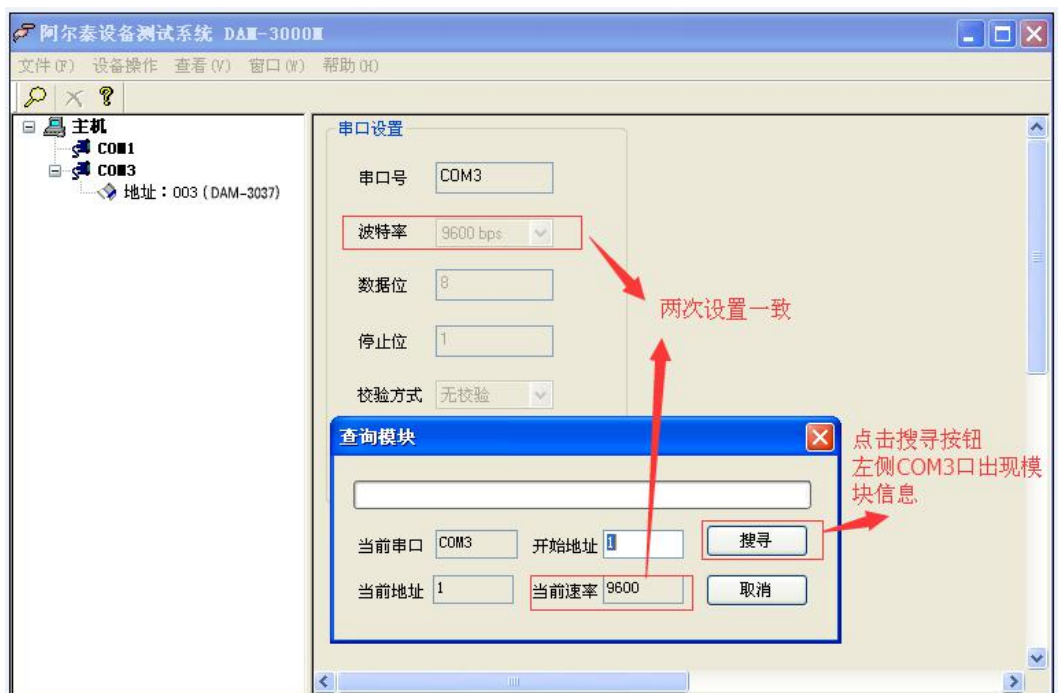 阿尔泰设备测试系统 DAM-3000M
文件(F) 设备操作 查看(V) 窗口(W) 帮助(H)
主机
COM1
COM3
地址：003 (DAM-3037)
串口设置
串口号 COM3
波特率 9600 bps
数据位 8
停止位 1
校验方式 无校验
两次设置一致
查询模块
当前串口 COM3 开始地址 1 搜寻
当前地址 1 当前速率 9600 取消
点击搜寻按钮
左侧COM3口出现模
块信息